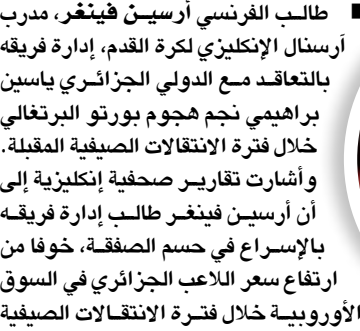 ■ طالب الفرنسي أرسين فينغر، مدرب
آرسنال الإنكليزي لكرة القدم، إدارة فريقه
بالتعاقد مع الدولي الجزائري ياسين
براهيمي نجم هجوم بورتو البرتغالي
خلال فترة الانتقالات الصيفية المقبلة.
وأشارت تقارير صحفية إنكليزية إلى
أن أرسين فينغر طالب إدارة فريقه
بالإسراع في حسم الصفقة، خوفا من
ارتفاع سعر اللاعب الجزائري في السوق
الأوروبية خلال فترة الانتقالات الصيفية